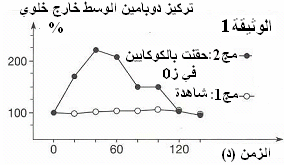 تركيز دوبامين الوسط خارج خلوي
الوثيقة 1
%
مج2: حقنت بالكوكايين
في ز0
مج1: شاهدة
200
100
0 60 120
الزمن (د)